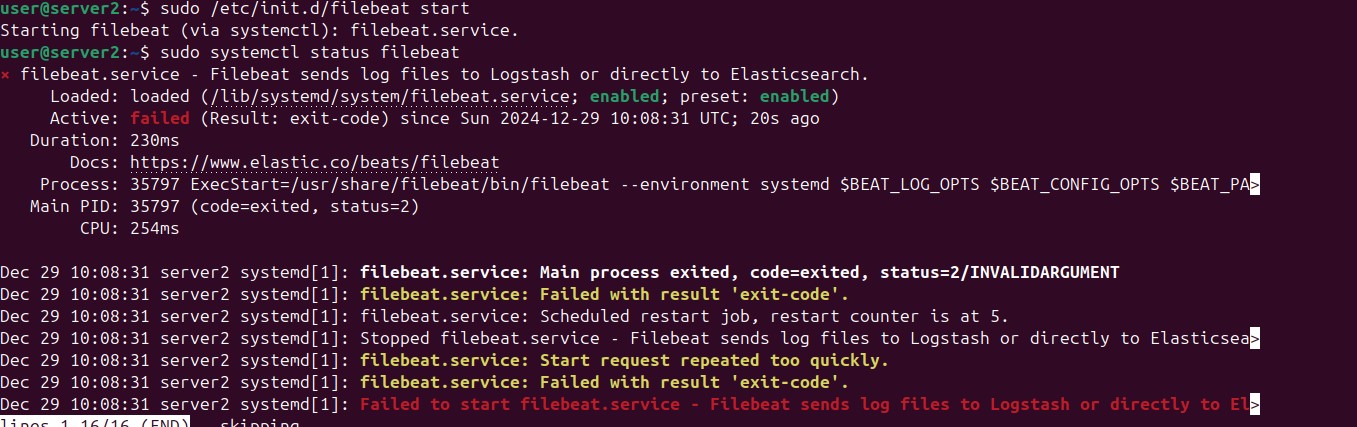 user@server2:~$ sudo /etc/init.d/filebeat start
Starting filebeat (via systemctl): filebeat.service.
user@server2:~$ sudo systemctl status filebeat
× filebeat.service - Filebeat sends log files to Logstash or directly to Elasticsearch.
     Loaded: loaded (/lib/systemd/system/filebeat.service; enabled; preset: enabled)
     Active: failed (Result: exit-code) since Sun 2024-12-29 10:08:31 UTC; 20s ago
   Duration: 230ms
       Docs: https://www.elastic.co/beats/filebeat
    Process: 35797 ExecStart=/usr/share/filebeat/bin/filebeat --environment systemd $BEAT_LOG_OPTS $BEAT_CONFIG_OPTS $BEAT_PA>
   Main PID: 35797 (code=exited, status=2)
        CPU: 254ms

Dec 29 10:08:31 server2 systemd[1]: filebeat.service: Main process exited, code=exited, status=2/INVALIDARGUMENT
Dec 29 10:08:31 server2 systemd[1]: filebeat.service: Failed with result 'exit-code'.
Dec 29 10:08:31 server2 systemd[1]: filebeat.service: Scheduled restart job, restart counter is at 5.
Dec 29 10:08:31 server2 systemd[1]: Stopped filebeat.service - Filebeat sends log files to Logstash or directly to Elasticsea>
Dec 29 10:08:31 server2 systemd[1]: filebeat.service: Start request repeated too quickly.
Dec 29 10:08:31 server2 systemd[1]: filebeat.service: Failed with result 'exit-code'.
Dec 29 10:08:31 server2 systemd[1]: Failed to start filebeat.service - Filebeat sends log files to Logstash or directly to El>
lines 1-16/16 (END)...skipping...